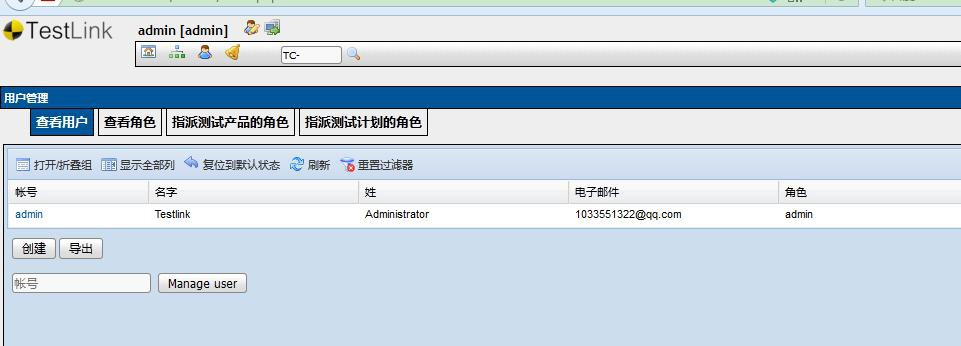 TestLink
admin [admin]
TC-
用户管理
查看用户 查看角色 指派测试产品的角色 指派测试计划的角色
打开/折叠组 显示全部列 复位到默认状态 刷新 重置过滤器
帐号 名字 姓 电子邮件 角色
admin Testlink Administrator 1033551322@qq.com admin
创建 导出
帐号 Manage user